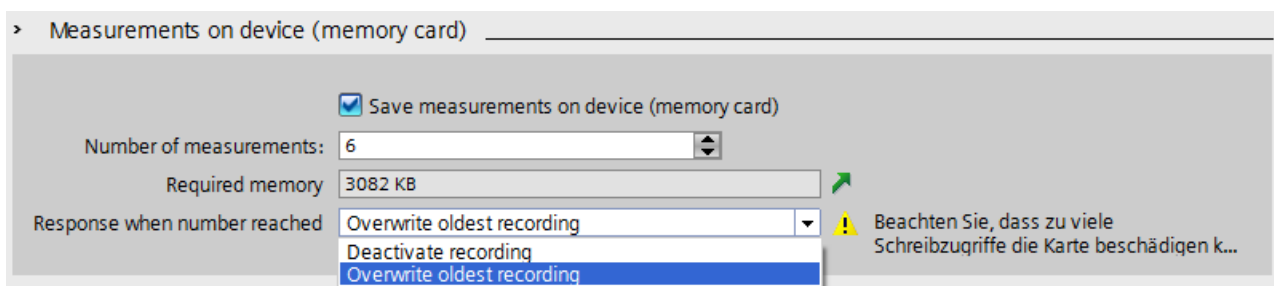 Measurements on device (memory card)
Save measurements on device (memory card)
Number of measurements: 6
Required memory 3082 KB
Response when number reached Overwrite oldest recording
Beachten Sie, dass zu viele
Schreibzugriffe die Karte beschädigen k...
Deactivate recording
Overwrite oldest recording